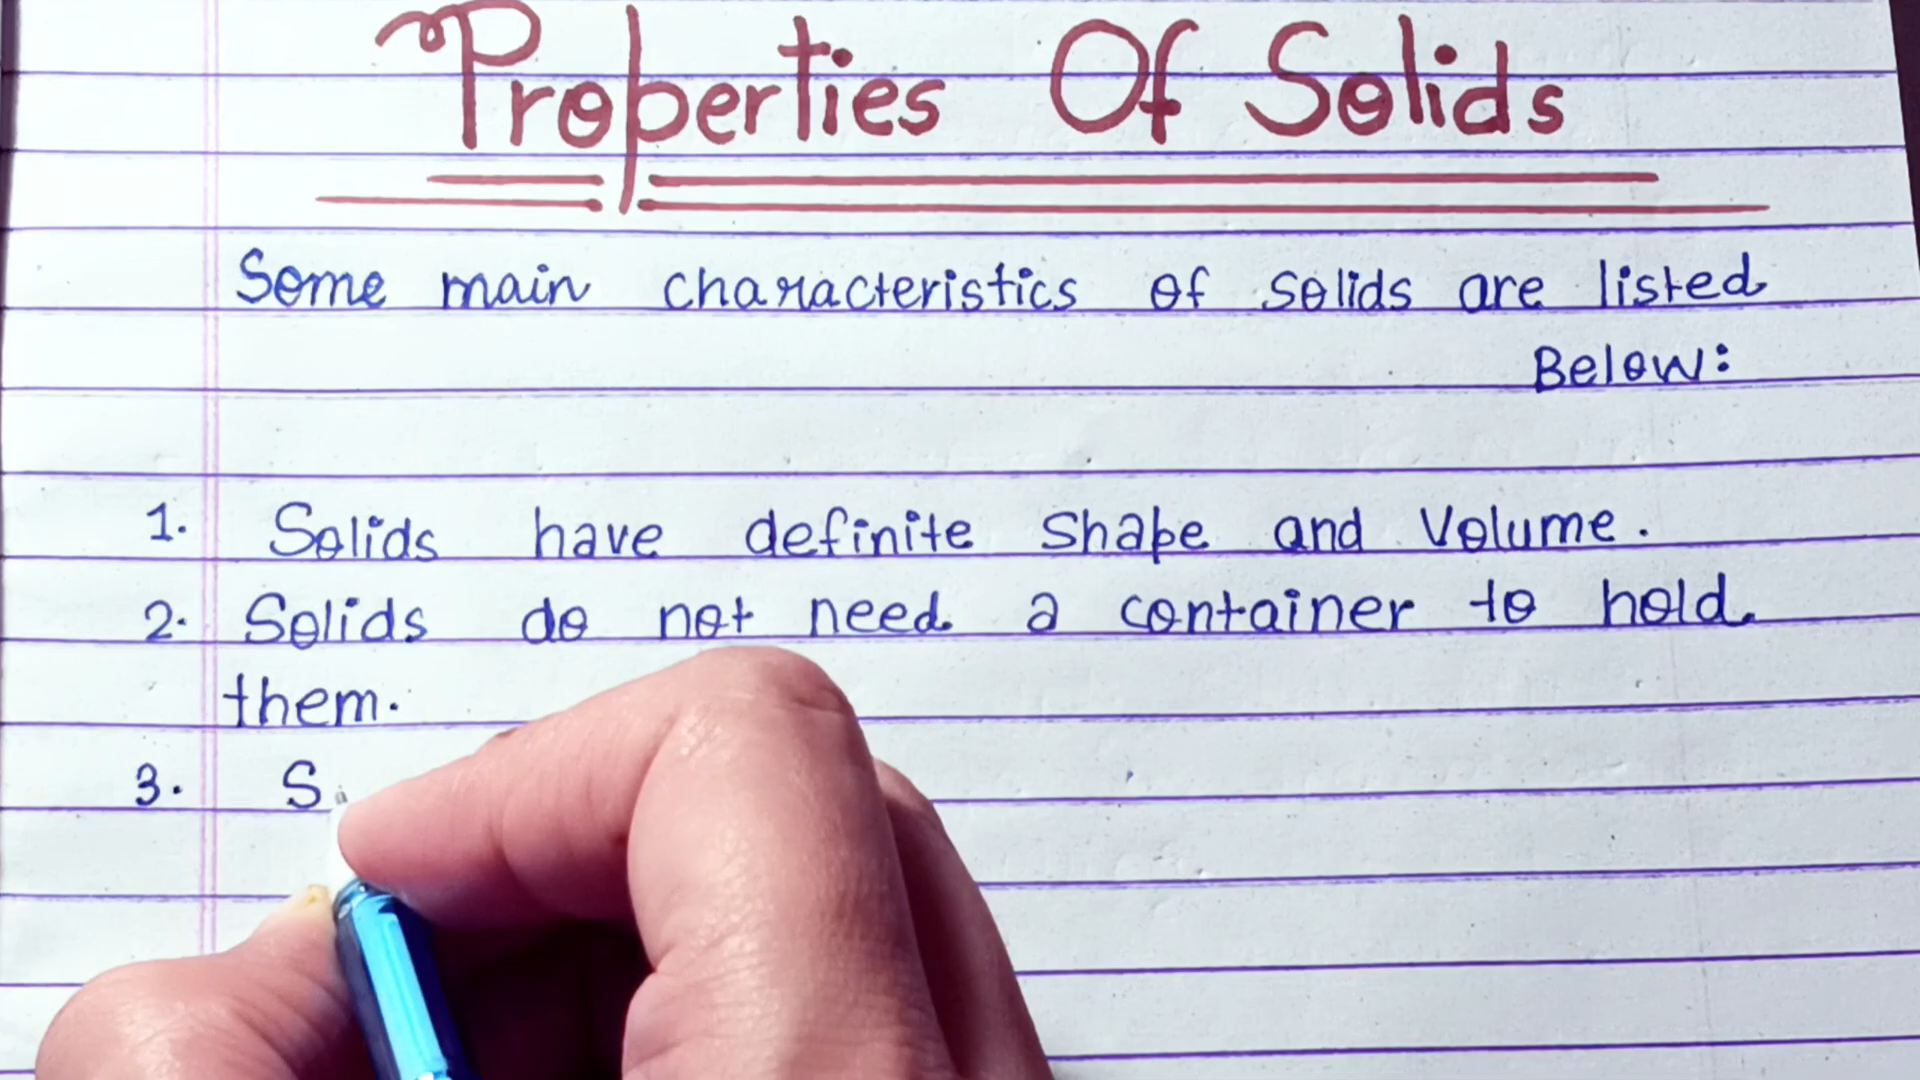 Properties Of Solids
Some main characteristics of solids are listed
Below:
1. Solids have definite Shape and Volume.
2. Solids do not need a container to hold
them.
3. S